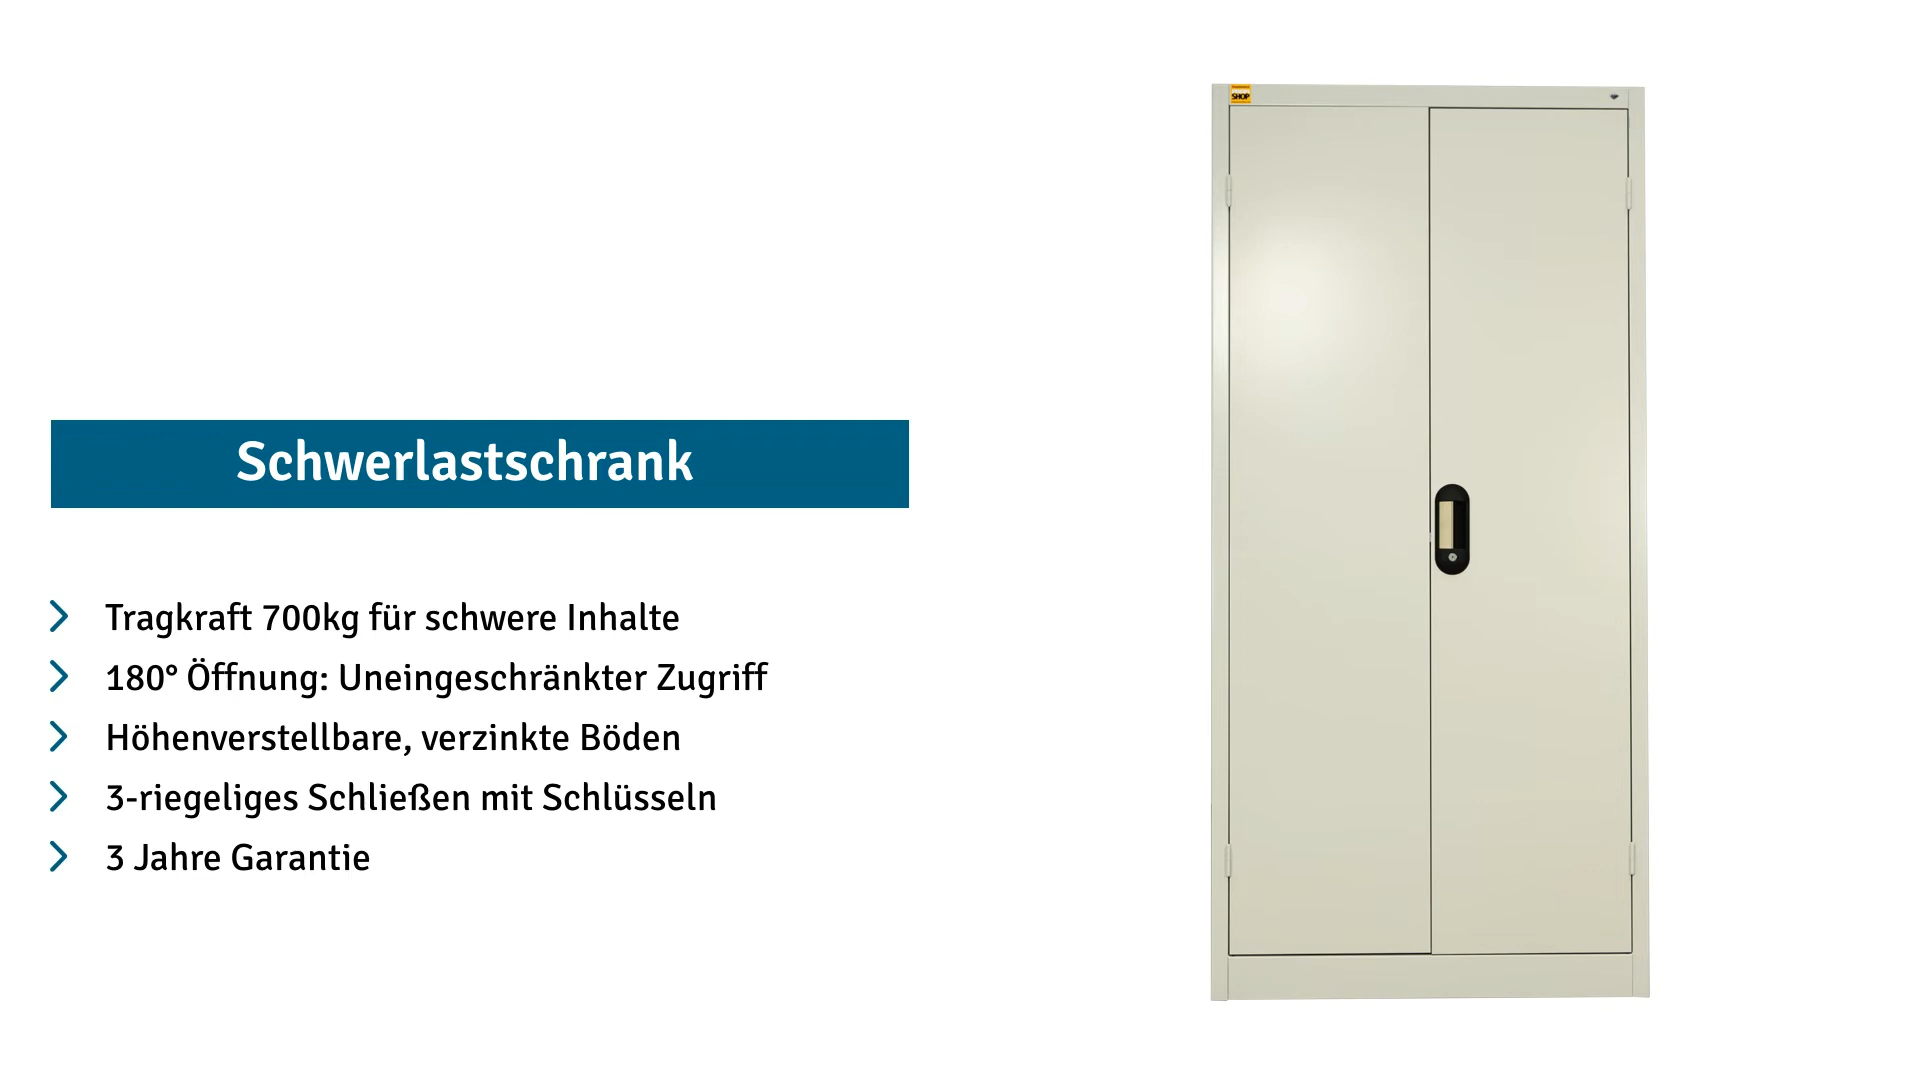 Schwerlastschrank
Tragkraft 700kg für schwere Inhalte
180° Öffnung: Uneingeschränkter Zugriff
Höhenverstellbare, verzinkte Böden
3-riegeliges Schließen mit Schlüsseln
3 Jahre Garantie
SHOP